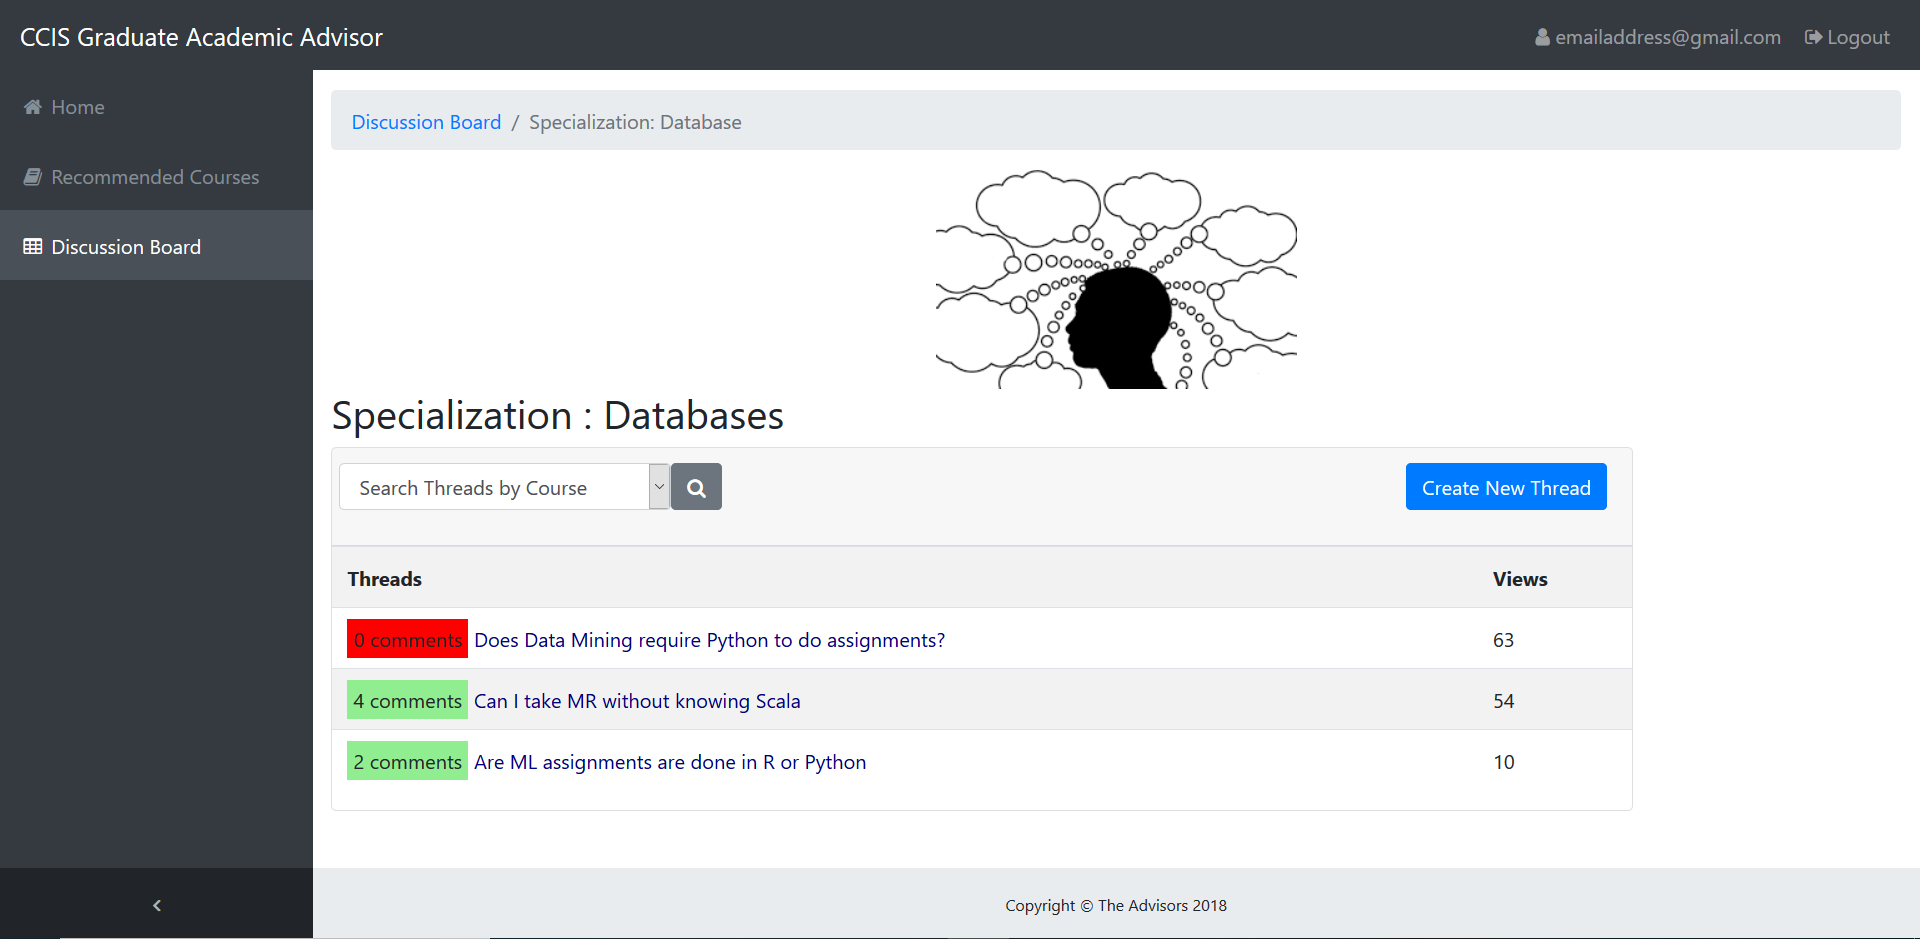 CCIS Graduate Academic Advisor
emailaddress@gmail.com Logout
Home
Recommended Courses
Discussion Board
Discussion Board / Specialization: Database
Specialization : Databases
Search Threads by Course
Create New Thread
Threads Views
0 comments Does Data Mining require Python to do assignments? 63
4 comments Can I take MR without knowing Scala 54
2 comments Are ML assignments are done in R or Python 10
Copyright © The Advisors 2018